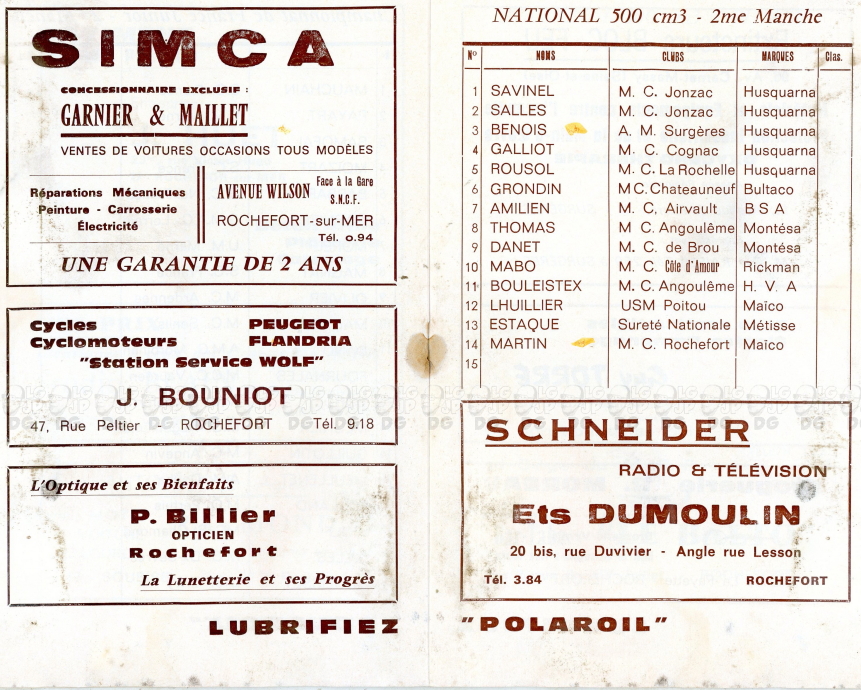 SIMCA
CONCESSIONNAIRE EXCLUSIF :
GARNIER & MAILLET
VENTES DE VOITURES OCCASIONS TOUS MODÈLES
Réparations Mécaniques
Peinture - Carrosserie
Électricité
AVENUE WILSON Face à la Gare S.N.C.F.
ROCHEFORT-sur-MER
Tél. 0.94
UNE GARANTIE DE 2 ANS
Cycles PEUGEOT
Cyclomoteurs FLANDRIA
"Station Service WOLF"
J. BOUNIOT
47, Rue Peltier - ROCHEFORT Tél. 9.18
L'Optique et ses Bienfaits
P. Billier
OPTICIEN
Rochefort
La Lunetterie et ses Progrès
LUBRIFIEZ
NATIONAL 500 cm3 - 2me Manche
N° NOMS CLUBS MARQUES Clas.
1 SAVINEL M. C. Jonzac Husquarna
2 SALLES M. C. Jonzac Husquarna
3 BENOIS A. M. Surgères Husquarna
4 GALLIOT M. C. Cognac Husquarna
5 ROUSOL M. C. La Rochelle Husquarna
6 GRONDIN M C. Chateauneuf Bultaco
7 AMILIEN M. C. Airvault B S A
8 THOMAS M. C. Angoulême Montésa
9 DANET M. C. de Brou Montésa
10 MABO M. C. Côte d'Amour Rickman
11 BOULEISTEX M. C. Angoulême H. V. A
12 LHUILLIER USM Poitou Maïco
13 ESTAQUE Sureté Nationale Métisse
14 MARTIN M. C. Rochefort Maïco
15
SCHNEIDER
RADIO & TÉLÉVISION
Ets DUMOULIN
20 bis, rue Duvivier - Angle rue Lesson
Tél. 3.84 ROCHEFORT
"POLAROIL"